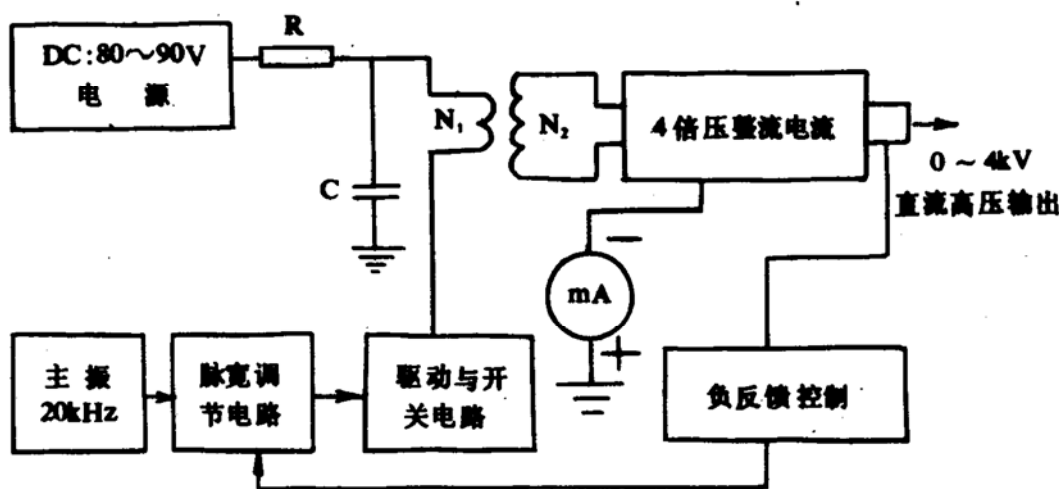 DC:80～90V
电 源
R
C
N₁
N₂
4倍压整流电流
0 ～ 4kV
直流高压输出
−
mA
+
主 振
20kHz
脉宽调
节电路
驱动与开
关电路
负反馈控制